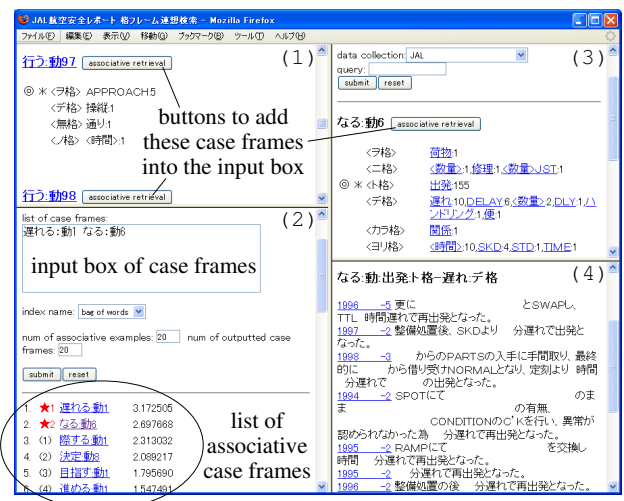 JAL航空安全レポート 格フレーム連想検索 - Mozilla Firefox
ファイル(F) 編集(E) 表示(V) 移動(G) ブックマーク(B) ツール(T) ヘルプ(H)
行う:動97 associative retrieval (1)
◎ * <ヲ格> APPROACH:5
<デ格> 操縦:1
<無格> 通り:1
<ノ格> <時間>:1
buttons to add
these case frames
into the input box
行う:動98 associative retrieval
(2)
list of case frames:
遅れる:動1 なる:動6
input box of case frames
index name: bag of words
num of associative examples: 20 num of outputted case
frames: 20
submit reset
1. ★1 遅れる:動1 3.172505
2. ★2 なる:動6 2.697668
3. (1) 際する:動1 2.313032
4. (2) 決定:動8 2.089217
5. (3) 目指す:動1 1.795690
6. (4) 進める:動1 1.547491
list of
associative
case frames
data collection: JAL (3)
query:
submit reset
なる:動6 associative retrieval
<ヲ格> 荷物:1
<ニ格> <数量>:1,修理:1,<数量>JST:1
◎ * <ト格> 出発:155
<デ格> 遅れ:10,DELAY:6,<数量>:2,DLY:1,ハ
ンドリング:1,便:1
<カラ格> 関係:1
<ヨリ格> <時間>:10,SKD:4,STD:1,TIME:1
なる:動:出発:ト格-遅れ:デ格 (4)
1996 -5 更に とSWAPし、
TTL 時間遅れで再出発となった。
1997 -2 整備処置後、SKDより 分遅れで出発と
なった。
1998 -3 からのPARTSの入手に手間取り、最終
的に から借り受けNORMALとなり、定刻より 時間
分遅れで の出発となった。
1994 -2 SPOTにて のま
ま の有無、
CONDITIONのC'Kを行い、異常が
認められなかった為 分遅れで出発となった。
1995 -2 RAMPにて を交換し
時間 分遅れで再出発となった。
1995 -2 分遅れで再出発となった。
1996 -2 整備処置の後 分遅れで再出発となった。